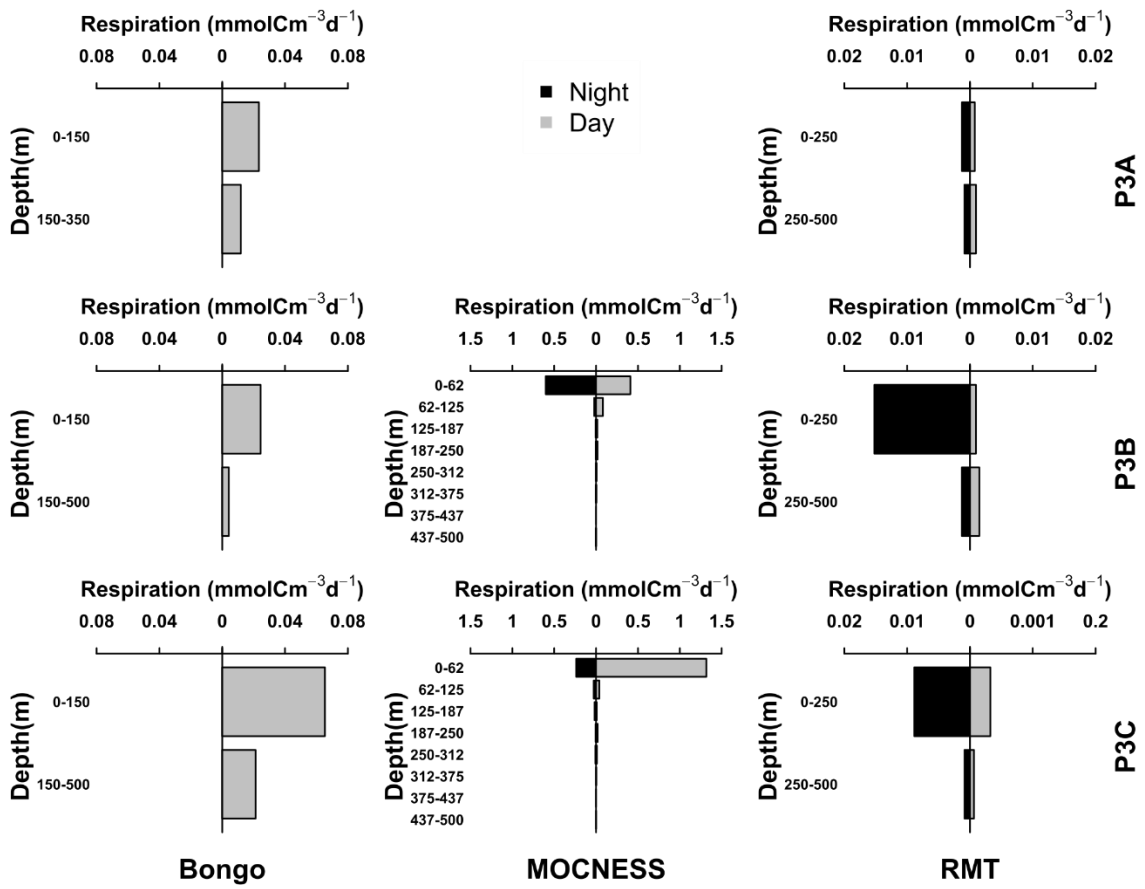 Respiration (mmolCm⁻³d⁻¹)
0.08 0.04 0 0.04 0.08
Depth(m)
0-150
150-350
Night
Day
Respiration (mmolCm⁻³d⁻¹)
0.02 0.01 0 0.01 0.02
Depth(m)
0-250
250-500
P3A
Respiration (mmolCm⁻³d⁻¹)
0.08 0.04 0 0.04 0.08
Depth(m)
0-150
150-500
Respiration (mmolCm⁻³d⁻¹)
1.5 1 0.5 0 0.5 1 1.5
Depth(m)
0-62
62-125
125-187
187-250
250-312
312-375
375-437
437-500
Respiration (mmolCm⁻³d⁻¹)
0.02 0.01 0 0.01 0.02
Depth(m)
0-250
250-500
P3B
Respiration (mmolCm⁻³d⁻¹)
0.08 0.04 0 0.04 0.08
Depth(m)
0-150
150-500
Respiration (mmolCm⁻³d⁻¹)
1.5 1 0.5 0 0.5 1 1.5
Depth(m)
0-62
62-125
125-187
187-250
250-312
312-375
375-437
437-500
Respiration (mmolCm⁻³d⁻¹)
0.02 0.01 0 0.001 0.2
Depth(m)
0-250
250-500
P3C
Bongo
MOCNESS
RMT